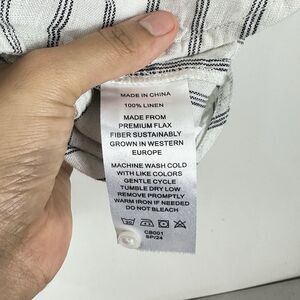 MADE IN CHINA
100% LINEN
MADE FROM
PREMIUM FLAX
FIBER SUSTAINABLY
GROWN IN WESTERN
EUROPE
MACHINE WASH COLD
WITH LIKE COLORS
GENTLE CYCLE
TUMBLE DRY LOW
REMOVE PROMPTLY
WARM IRON IF NEEDED
DO NOT BLEACH
CB001
SP/24